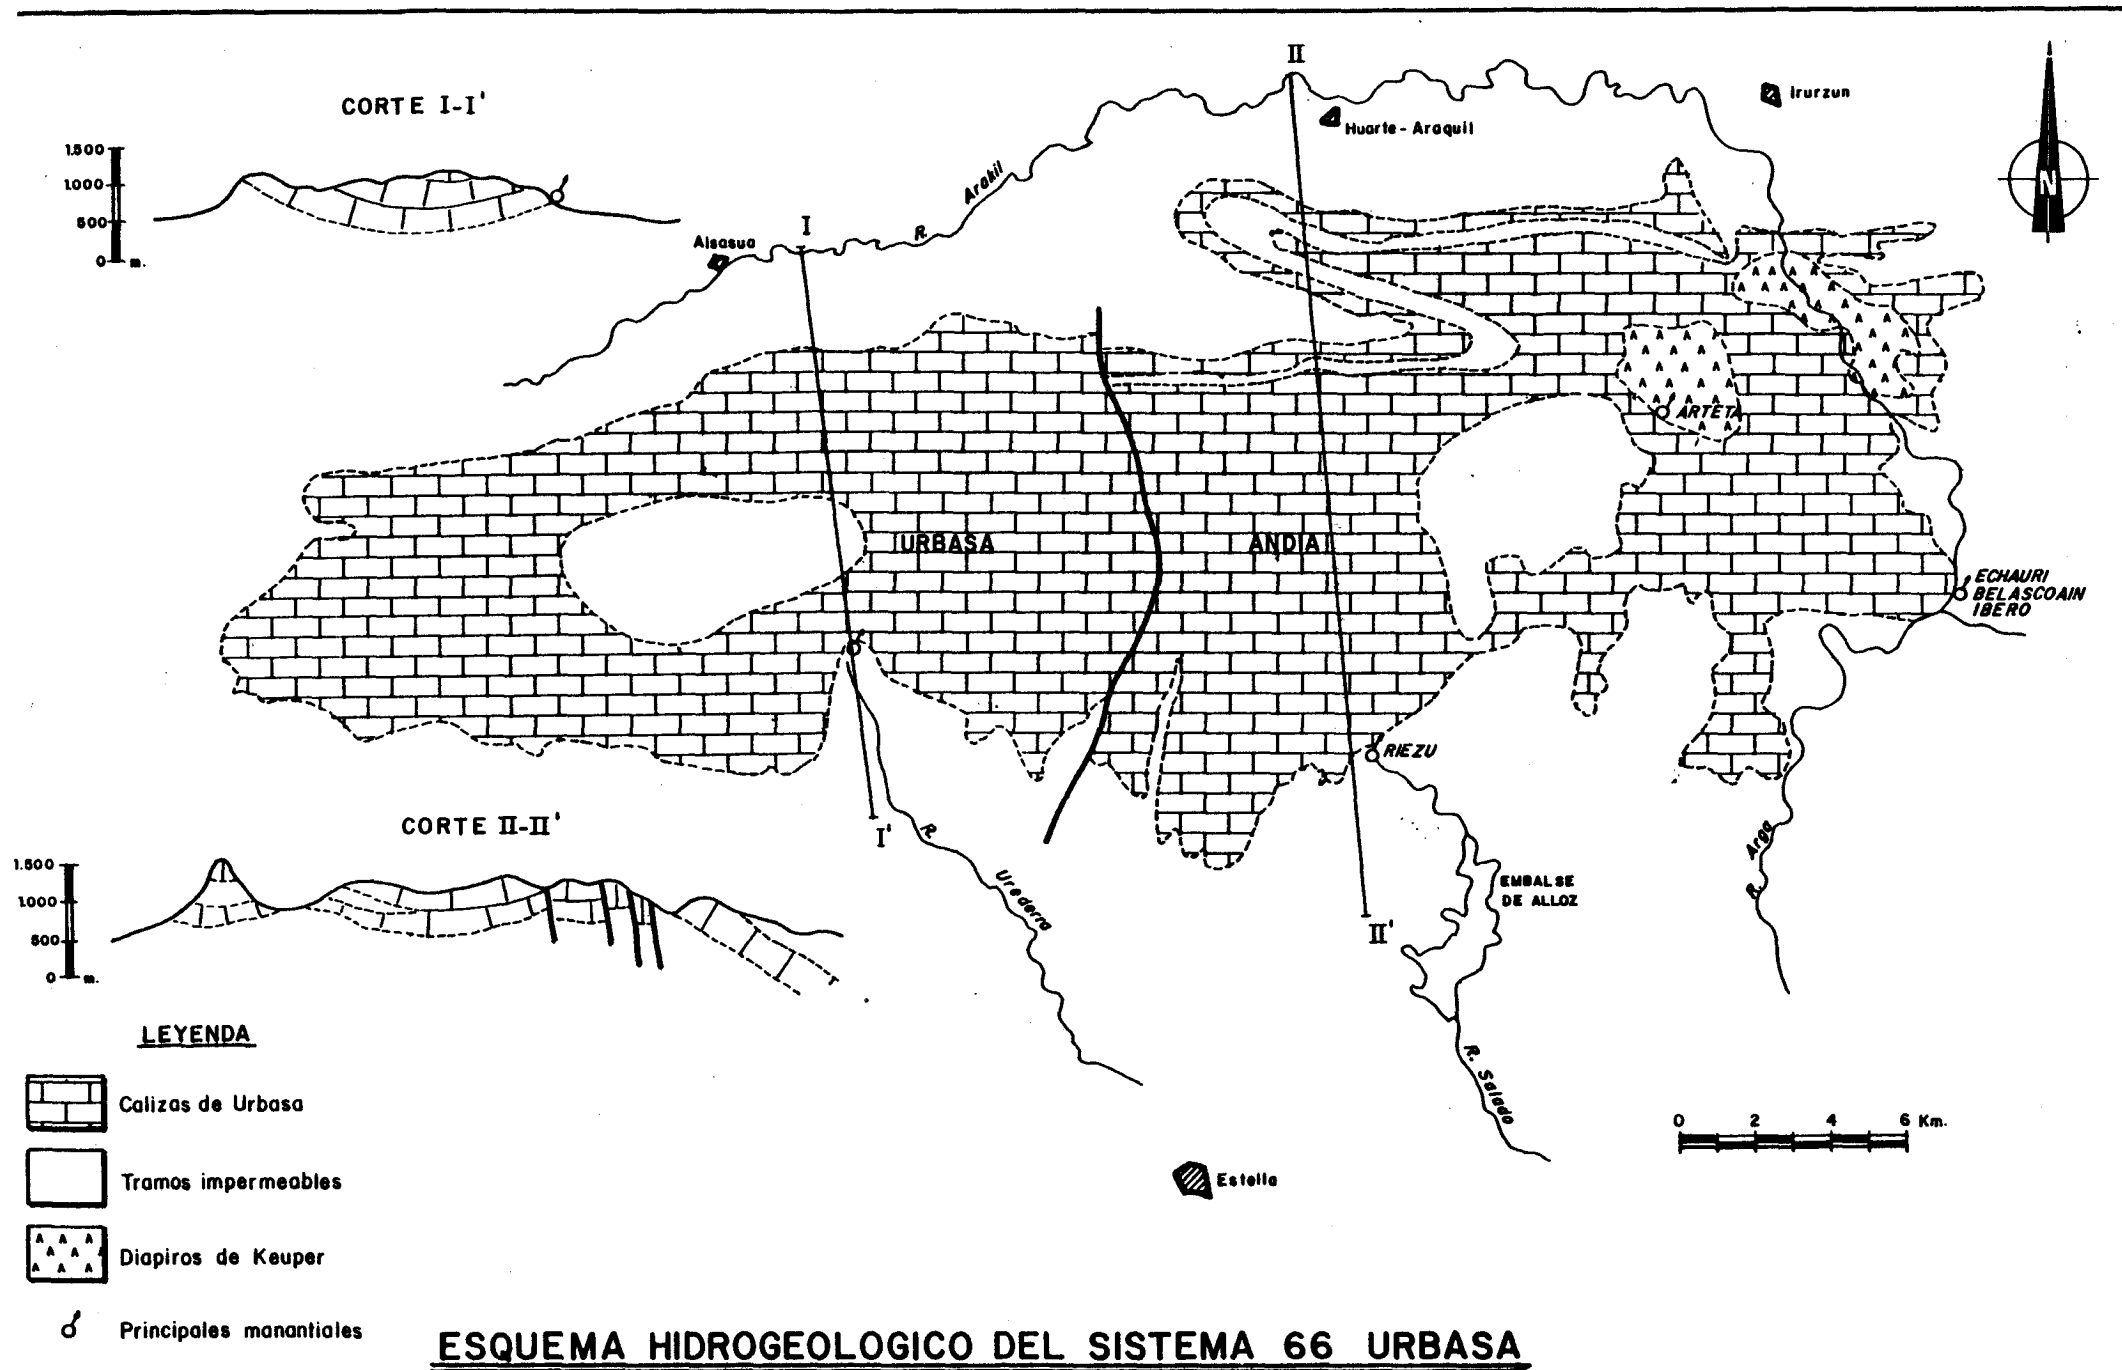 CORTE I-I'
1.500
1.000
500
0 m.
II
Irurzun
Huarte-Araquil
N
R. Arakil
I
Alsasua
ARTETA
URBASA
ANDIA
ECHAURI
BELASCOAIN
IBERO
RIEZU
I'
R. Urederra
CORTE II-II'
1.500
1.000
500
0 m.
EMBALSE
DE ALLOZ
II'
R. Arga
R. Salado
LEYENDA
Calizas de Urbasa
Tramos impermeables
Diapiros de Keuper
Principales manantiales
0 2 4 6 Km.
Estella
ESQUEMA HIDROGEOLOGICO DEL SISTEMA 66 URBASA